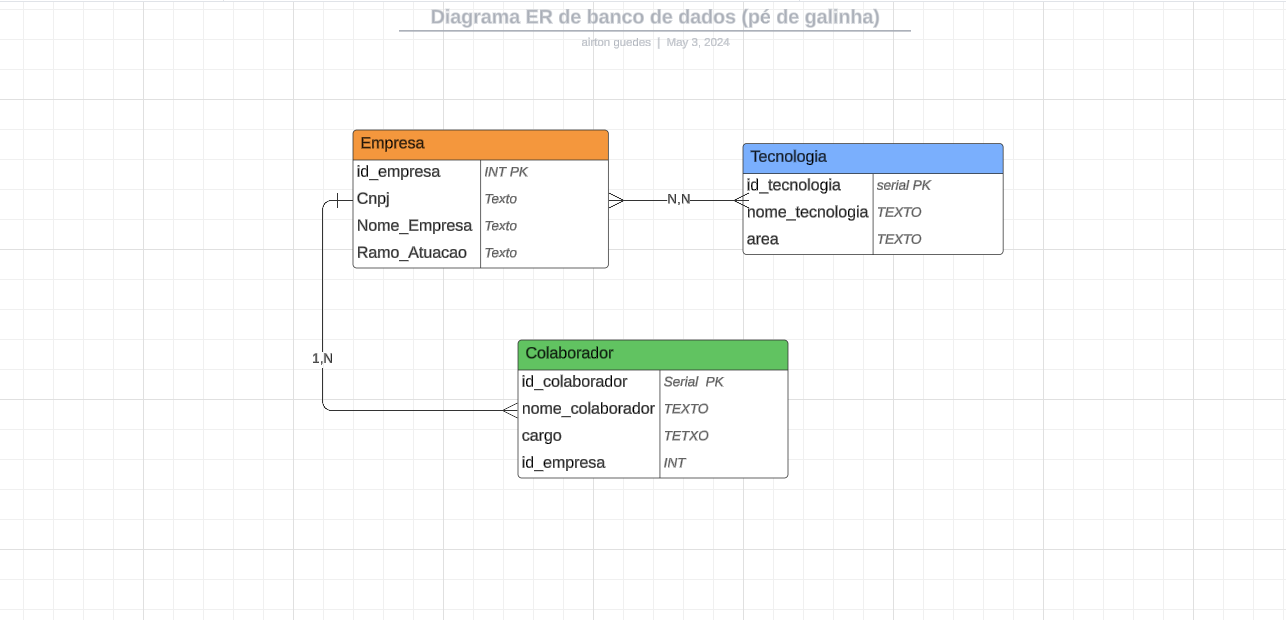 Diagrama ER de banco de dados (pé de galinha)
airton guedes | May 3, 2024
Empresa
id_empresa INT PK
Cnpj Texto
Nome_Empresa Texto
Ramo_Atuacao Texto
N,N
Tecnologia
id_tecnologia serial PK
nome_tecnologia TEXTO
area TEXTO
1,N
Colaborador
id_colaborador Serial PK
nome_colaborador TEXTO
cargo TETXO
id_empresa INT